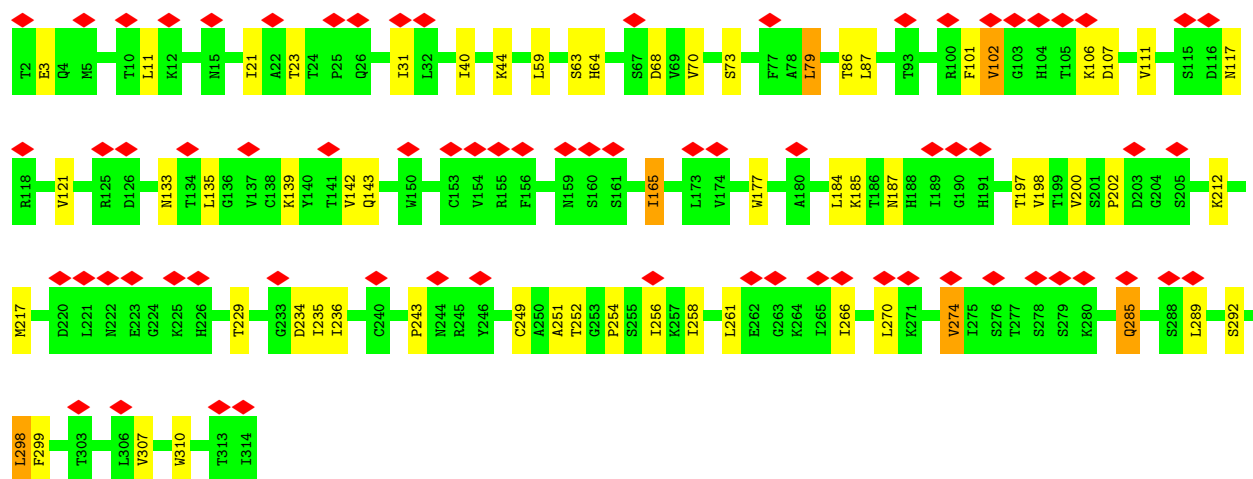 T2 E3 Q4 M5 T10 L11 K12 N15 I21 A22 T23 T24 P25 Q26 I31 L32 I40 K44 L59 S63 H64 S67 D68 V69 V70 S73 F77 A78 L79 T86 L87 T93 R100 F101 V102 G103 H104 T105 K106 D107 V111 S115 D116 N117
R118 V121 R125 D126 N133 T134 L135 G136 V137 C138 K139 Y140 T141 V142 Q143 W150 C153 V154 R155 F156 N159 S160 S161 I165 L173 V174 W177 A180 L184 K185 T186 N187 H188 I189 G190 H191 T197 V198 T199 V200 S201 P202 D203 G204 S205 K212
M217 D220 L221 N222 E223 G224 K225 H226 T229 G233 D234 I235 I236 C240 P243 N244 R245 Y246 C249 A250 A251 T252 G253 P254 S255 I256 K257 I258 L261 E262 G263 K264 I265 I266 L270 K271 V274 I275 S276 T277 S278 S279 K280 Q285 S288 L289 S292
L298 F299 T303 L306 V307 W310 T313 I314